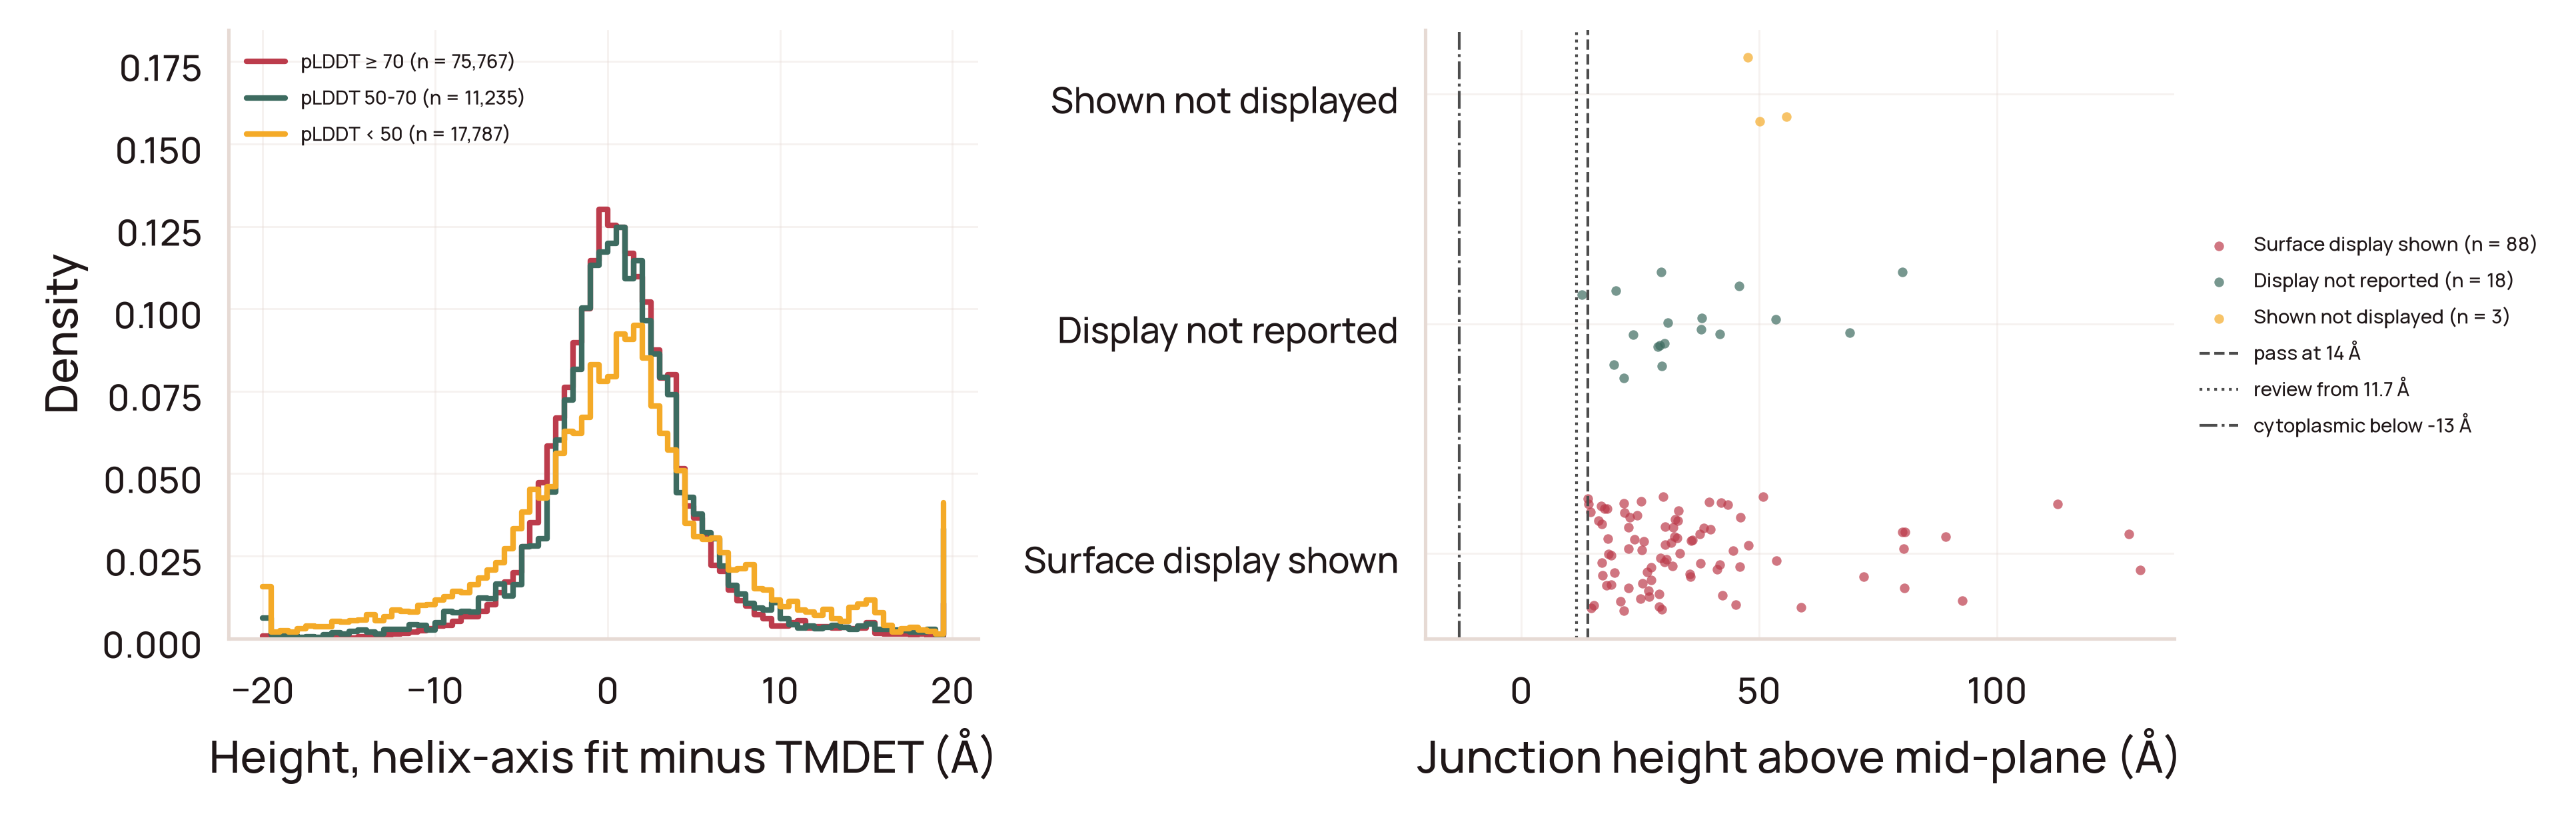 0.175
0.150
0.125
0.100
0.075
0.050
0.025
0.000
Density
pLDDT ≥ 70 (n = 75,767)
pLDDT 50-70 (n = 11,235)
pLDDT < 50 (n = 17,787)
−20
−10
0
10
20
Height, helix-axis fit minus TMDET (Å)
Shown not displayed
Display not reported
Surface display shown
0
50
100
Junction height above mid-plane (Å)
Surface display shown (n = 88)
Display not reported (n = 18)
Shown not displayed (n = 3)
pass at 14 Å
review from 11.7 Å
cytoplasmic below -13 Å